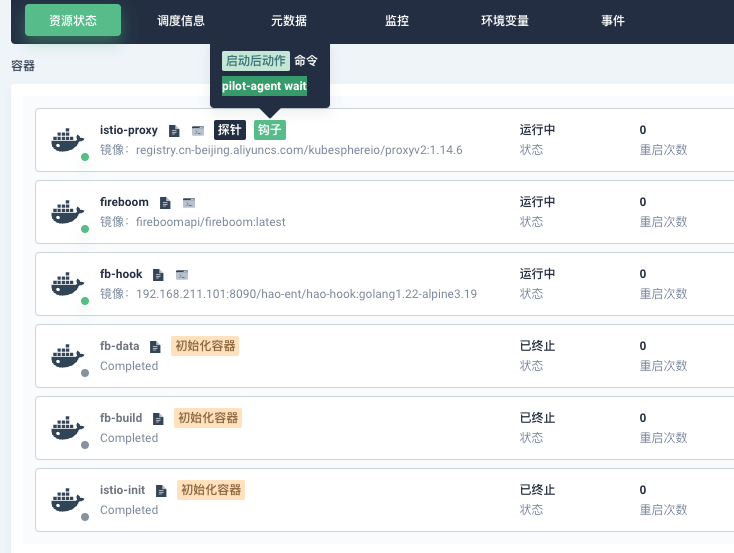 资源状态 调度信息 元数据 监控 环境变量 事件
容器
启动后动作 命令
pilot-agent wait
istio-proxy 探针 钩子 运行中 0
镜像：registry.cn-beijing.aliyuncs.com/kubesphereio/proxyv2:1.14.6 状态 重启次数
fireboom 运行中 0
镜像：fireboomapi/fireboom:latest 状态 重启次数
fb-hook 运行中 0
镜像：192.168.211.101:8090/hao-ent/hao-hook:golang1.22-alpine3.19 状态 重启次数
fb-data 初始化容器 已终止 0
Completed 状态 重启次数
fb-build 初始化容器 已终止 0
Completed 状态 重启次数
istio-init 初始化容器 已终止 0
Completed 状态 重启次数